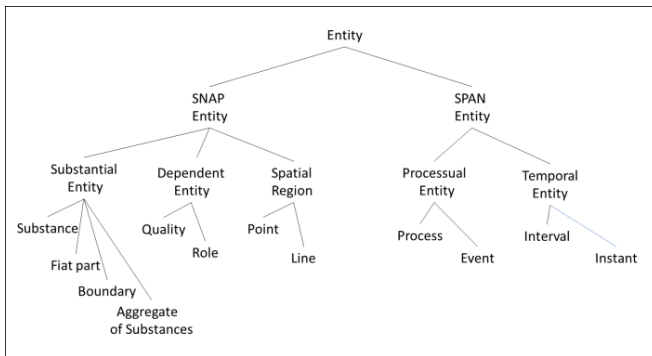 Entity
SNAP
Entity
SPAN
Entity
Substantial
Entity
Dependent
Entity
Spatial
Region
Processual
Entity
Temporal
Entity
Substance
Fiat part
Boundary
Aggregate
of Substances
Quality
Role
Point
Line
Process
Event
Interval
Instant